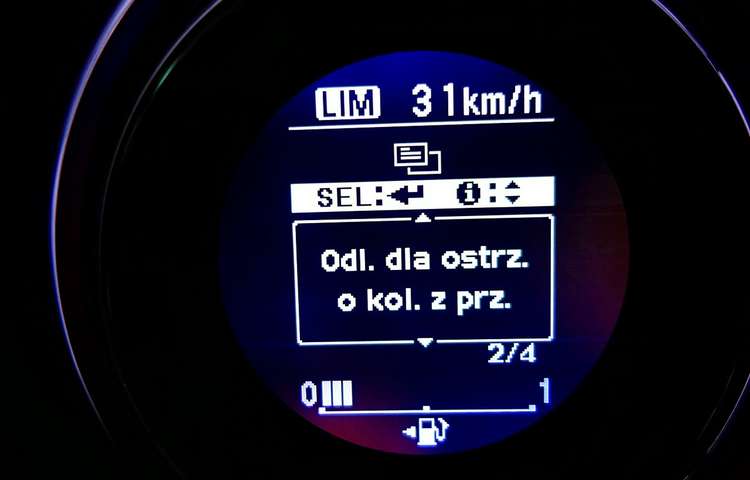 LIM 31km/h
SEL: i :
Odl. dla ostrz.
o kol. z prz.
2/4
0 1